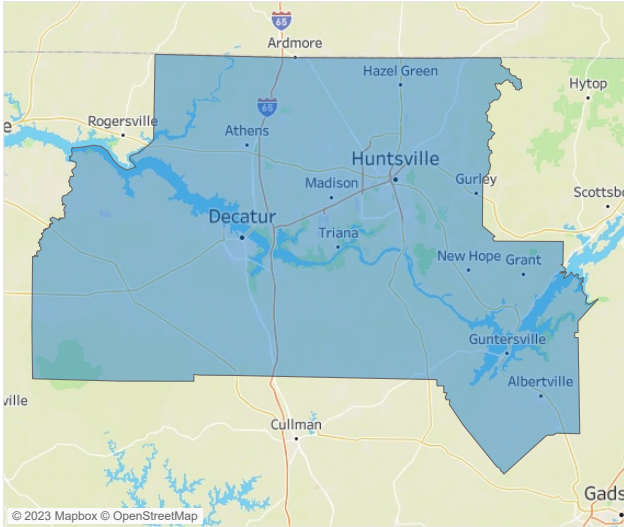 65
Ardmore
Hazel Green
Hytop
65
Rogersville
e
Athens
Huntsville
Madison
Gurley
Scottsbo
Decatur
Triana
New Hope
Grant
Guntersville
Albertville
ville
Cullman
Gads
© 2023 Mapbox © OpenStreetMap